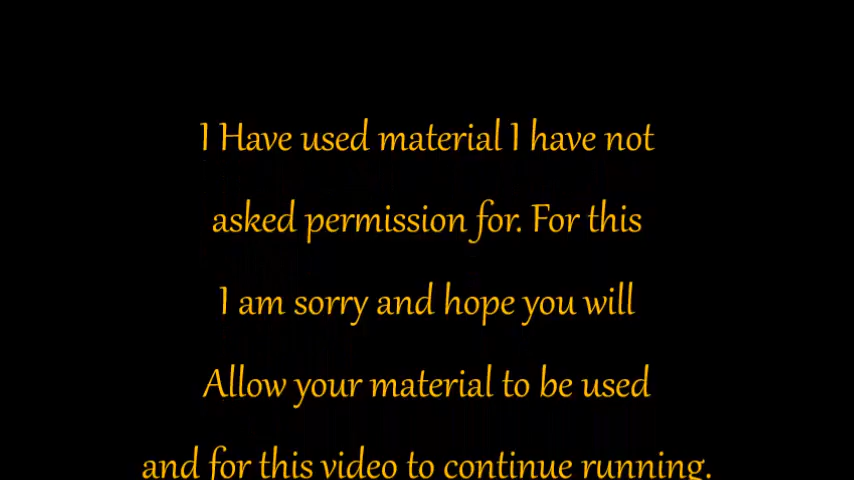 I Have used material I have not
asked permission for. For this
I am sorry and hope you will
Allow your material to be used
and for this video to continue running.